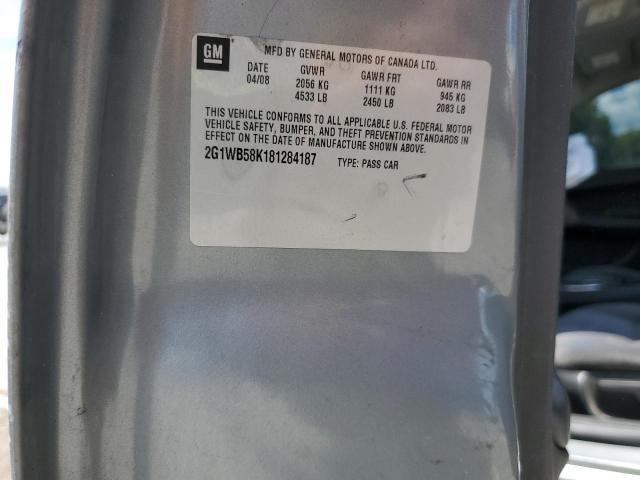 GM
MFD BY GENERAL MOTORS OF CANADA LTD.
DATE GVWR GAWR FRT GAWR RR
04/08 2056 KG 1111 KG 945 KG
4533 LB 2450 LB 2083 LB
THIS VEHICLE CONFORMS TO ALL APPLICABLE U.S. FEDERAL MOTOR
VEHICLE SAFETY, BUMPER, AND THEFT PREVENTION STANDARDS IN
EFFECT ON THE DATE OF MANUFACTURE SHOWN ABOVE.
2G1WB58K181284187 TYPE: PASS CAR